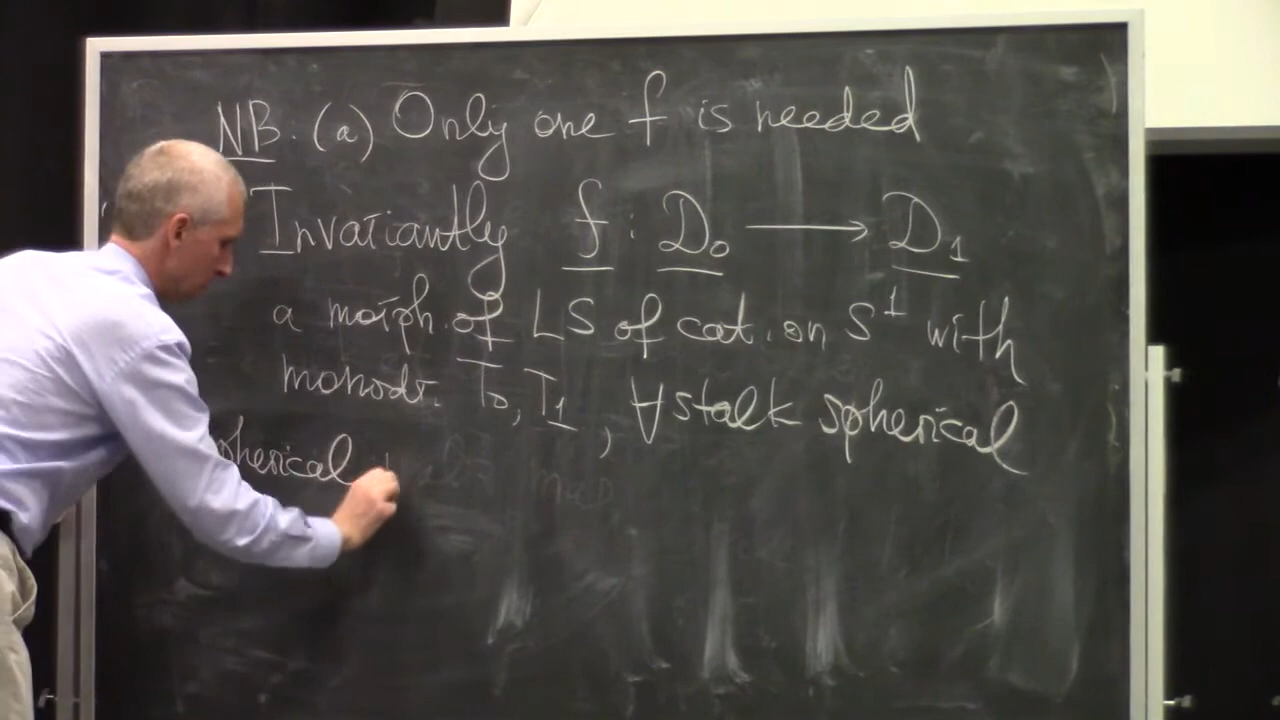 NB: (a) Only one f is needed
Invariantly f : D₀ ⟶ D₁
a morph. of LS of cat. on S¹ with
monodr. T₀, T₁, ∀ stalk spherical
spherical